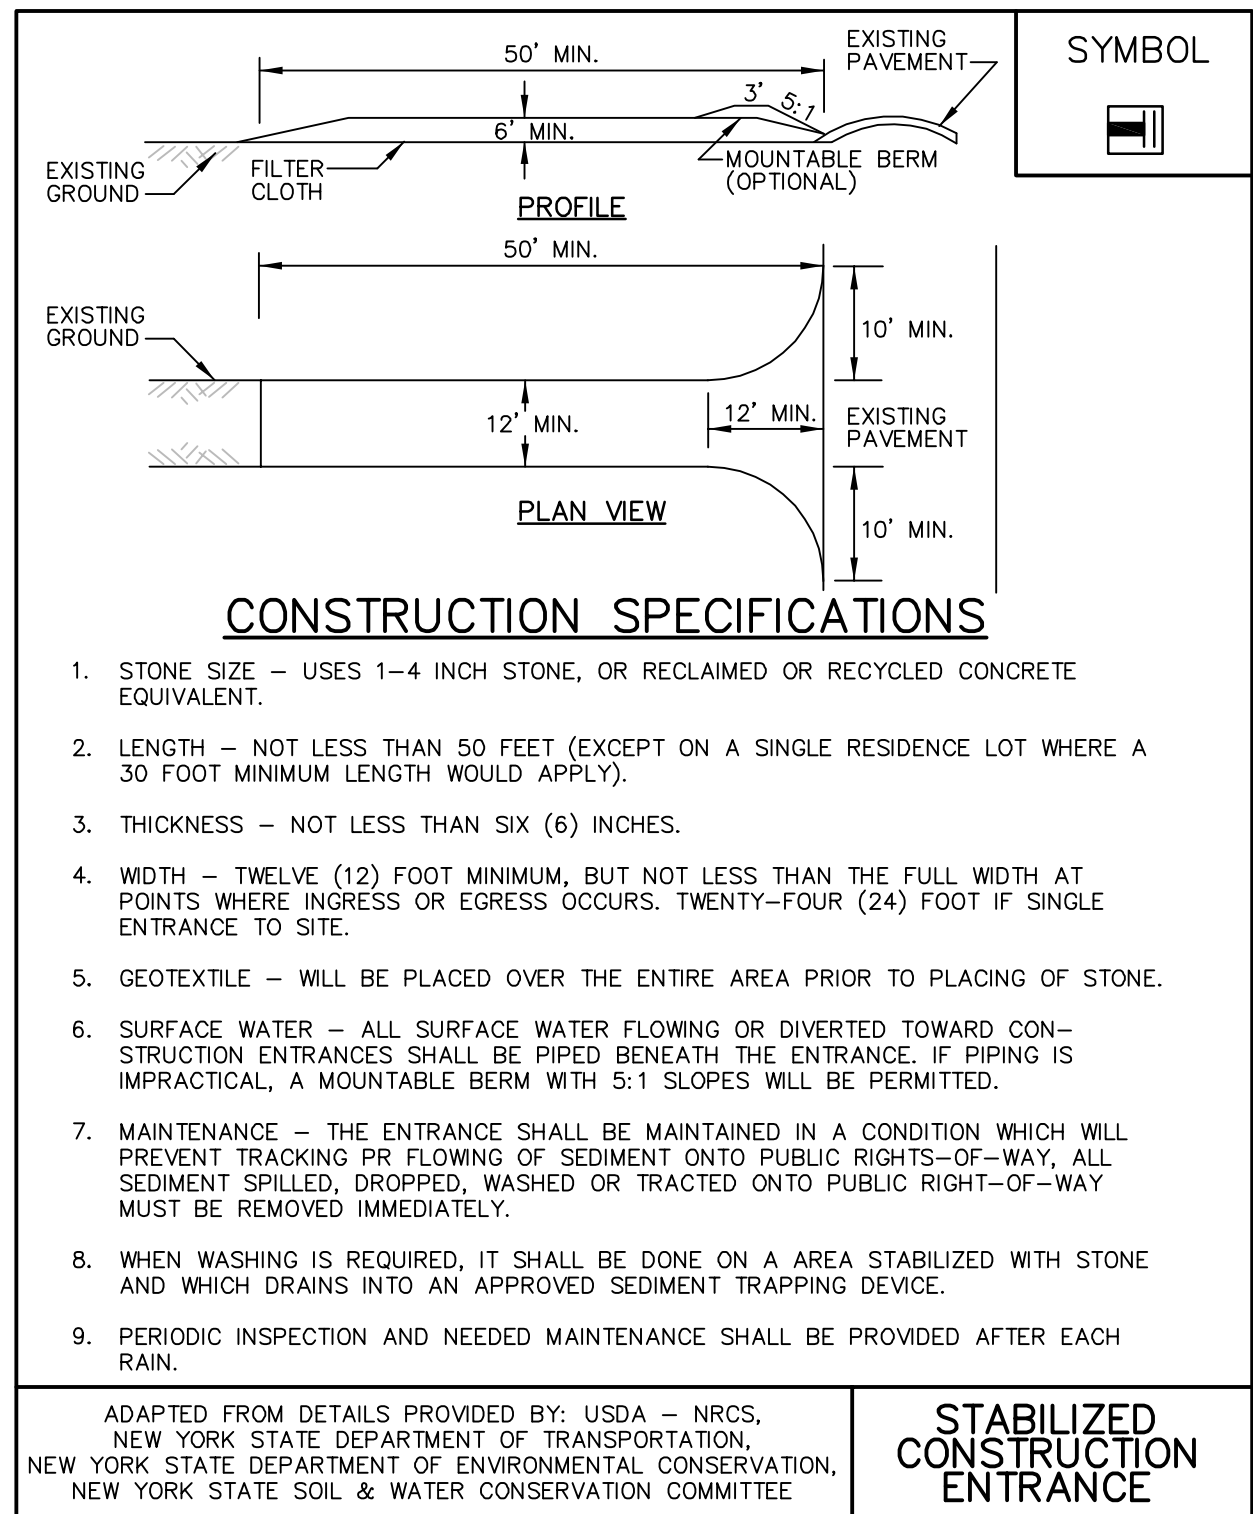 50' MIN.
EXISTING
PAVEMENT
SYMBOL
3'
5:1
6' MIN.
EXISTING
GROUND
FILTER
CLOTH
MOUNTABLE BERM
(OPTIONAL)
PROFILE
50' MIN.
EXISTING
GROUND
10' MIN.
12' MIN.
12' MIN.
EXISTING
PAVEMENT
PLAN VIEW
10' MIN.
CONSTRUCTION SPECIFICATIONS
1. STONE SIZE – USES 1–4 INCH STONE, OR RECLAIMED OR RECYCLED CONCRETE
EQUIVALENT.
2. LENGTH – NOT LESS THAN 50 FEET (EXCEPT ON A SINGLE RESIDENCE LOT WHERE A
30 FOOT MINIMUM LENGTH WOULD APPLY).
3. THICKNESS – NOT LESS THAN SIX (6) INCHES.
4. WIDTH – TWELVE (12) FOOT MINIMUM, BUT NOT LESS THAN THE FULL WIDTH AT
POINTS WHERE INGRESS OR EGRESS OCCURS. TWENTY–FOUR (24) FOOT IF SINGLE
ENTRANCE TO SITE.
5. GEOTEXTILE – WILL BE PLACED OVER THE ENTIRE AREA PRIOR TO PLACING OF STONE.
6. SURFACE WATER – ALL SURFACE WATER FLOWING OR DIVERTED TOWARD CON–
STRUCTION ENTRANCES SHALL BE PIPED BENEATH THE ENTRANCE. IF PIPING IS
IMPRACTICAL, A MOUNTABLE BERM WITH 5:1 SLOPES WILL BE PERMITTED.
7. MAINTENANCE – THE ENTRANCE SHALL BE MAINTAINED IN A CONDITION WHICH WILL
PREVENT TRACKING PR FLOWING OF SEDIMENT ONTO PUBLIC RIGHTS–OF–WAY, ALL
SEDIMENT SPILLED, DROPPED, WASHED OR TRACTED ONTO PUBLIC RIGHT–OF–WAY
MUST BE REMOVED IMMEDIATELY.
8. WHEN WASHING IS REQUIRED, IT SHALL BE DONE ON A AREA STABILIZED WITH STONE
AND WHICH DRAINS INTO AN APPROVED SEDIMENT TRAPPING DEVICE.
9. PERIODIC INSPECTION AND NEEDED MAINTENANCE SHALL BE PROVIDED AFTER EACH
RAIN.
ADAPTED FROM DETAILS PROVIDED BY: USDA – NRCS,
NEW YORK STATE DEPARTMENT OF TRANSPORTATION,
NEW YORK STATE DEPARTMENT OF ENVIRONMENTAL CONSERVATION,
NEW YORK STATE SOIL & WATER CONSERVATION COMMITTEE
STABILIZED
CONSTRUCTION
ENTRANCE